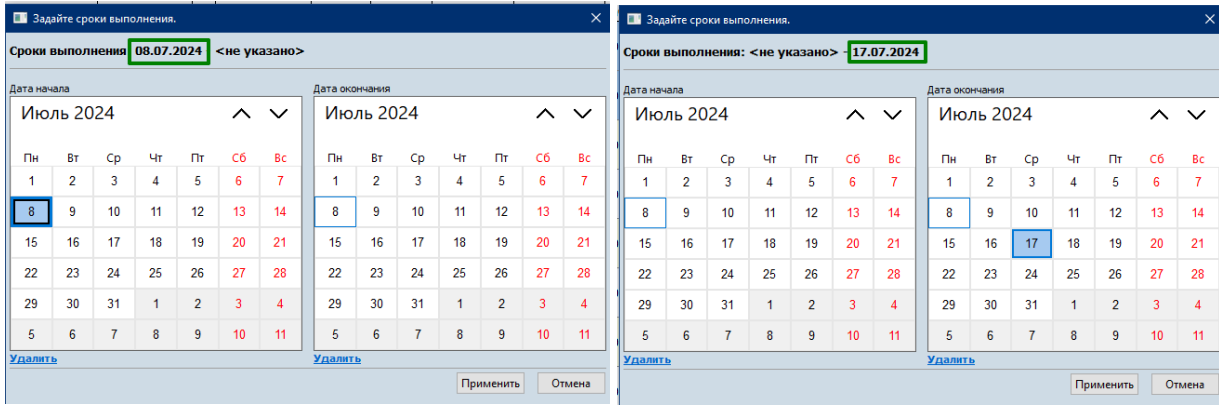 Задайте сроки выполнения.
Сроки выполнения 08.07.2024 <не указано>
Дата начала Дата окончания
Июль 2024 Июль 2024
Пн Вт Ср Чт Пт Сб Вс Пн Вт Ср Чт Пт Сб Вс
1 2 3 4 5 6 7 1 2 3 4 5 6 7
8 9 10 11 12 13 14 8 9 10 11 12 13 14
15 16 17 18 19 20 21 15 16 17 18 19 20 21
22 23 24 25 26 27 28 22 23 24 25 26 27 28
29 30 31 1 2 3 4 29 30 31 1 2 3 4
5 6 7 8 9 10 11 5 6 7 8 9 10 11
Удалить Удалить
Применить Отмена
Задайте сроки выполнения.
Сроки выполнения: <не указано> - 17.07.2024
Дата начала Дата окончания
Июль 2024 Июль 2024
Пн Вт Ср Чт Пт Сб Вс Пн Вт Ср Чт Пт Сб Вс
1 2 3 4 5 6 7 1 2 3 4 5 6 7
8 9 10 11 12 13 14 8 9 10 11 12 13 14
15 16 17 18 19 20 21 15 16 17 18 19 20 21
22 23 24 25 26 27 28 22 23 24 25 26 27 28
29 30 31 1 2 3 4 29 30 31 1 2 3 4
5 6 7 8 9 10 11 5 6 7 8 9 10 11
Удалить Удалить
Применить Отмена